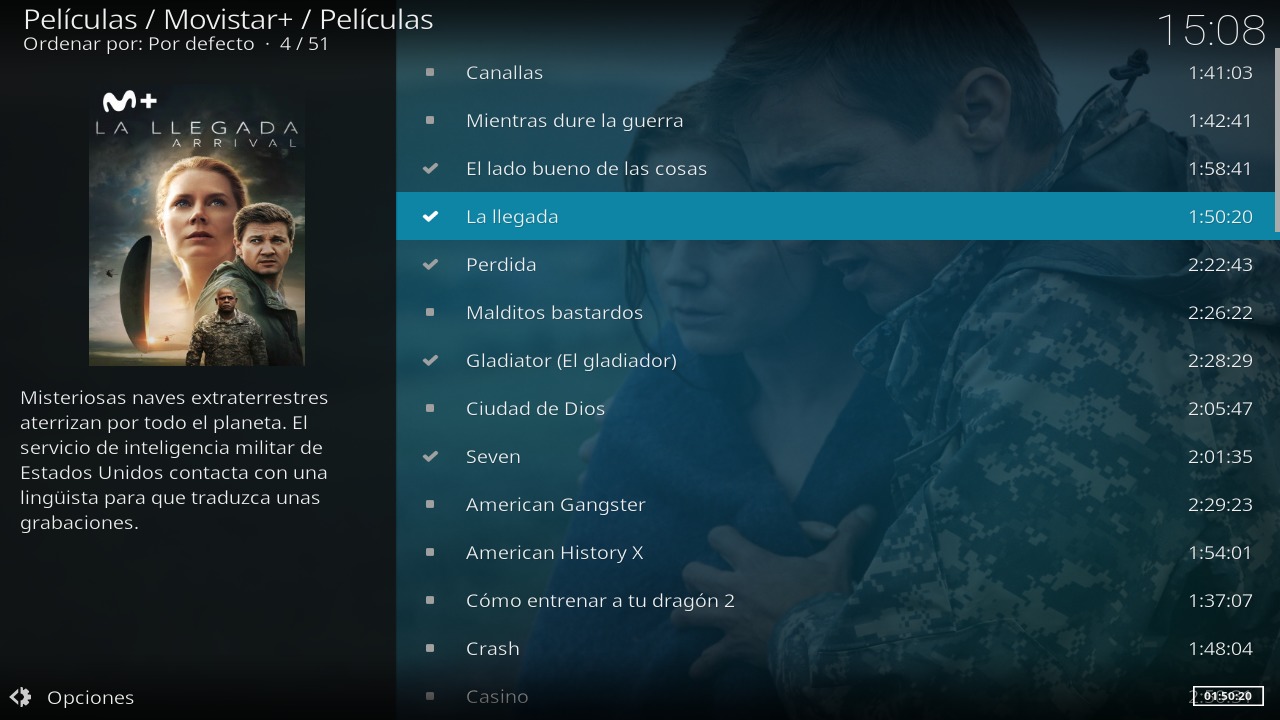 Películas / Movistar+ / Películas
Ordenar por: Por defecto · 4 / 51
15:08
M+
LA LLEGADA
ARRIVAL
Misteriosas naves extraterrestres
aterrizan por todo el planeta. El
servicio de inteligencia militar de
Estados Unidos contacta con una
lingüista para que traduzca unas
grabaciones.
Canallas 1:41:03
Mientras dure la guerra 1:42:41
El lado bueno de las cosas 1:58:41
La llegada 1:50:20
Perdida 2:22:43
Malditos bastardos 2:26:22
Gladiator (El gladiador) 2:28:29
Ciudad de Dios 2:05:47
Seven 2:01:35
American Gangster 2:29:23
American History X 1:54:01
Cómo entrenar a tu dragón 2 1:37:07
Crash 1:48:04
Casino
01:50:20
Opciones